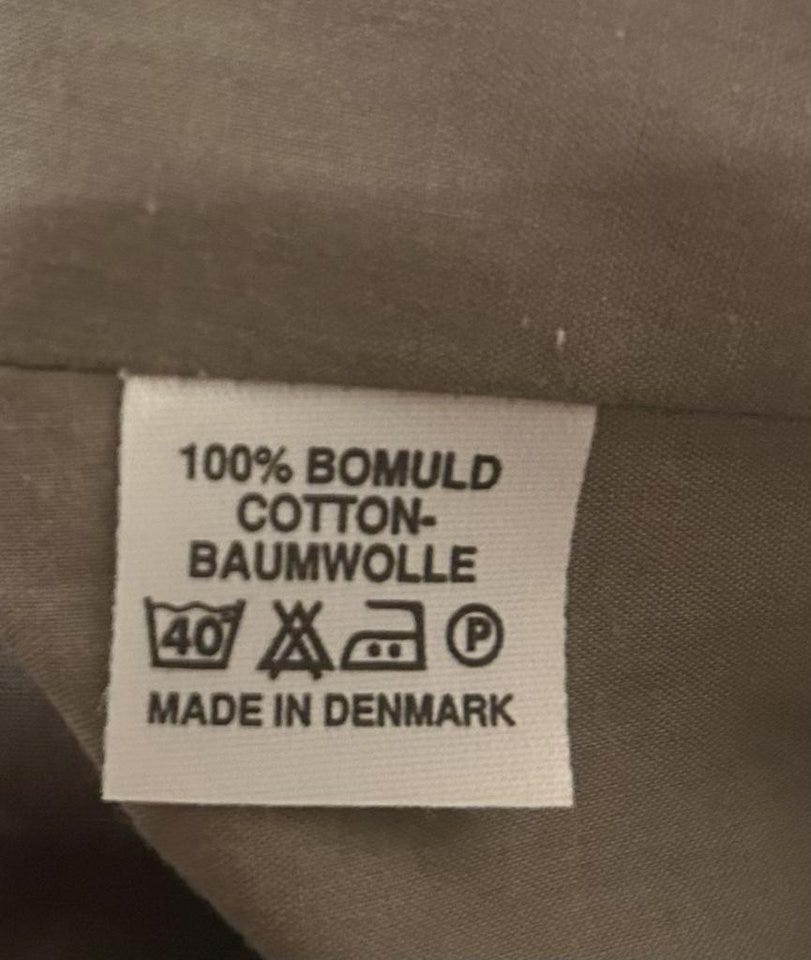 100% BOMULD
COTTON-
BAUMWOLLE
40 P
MADE IN DENMARK